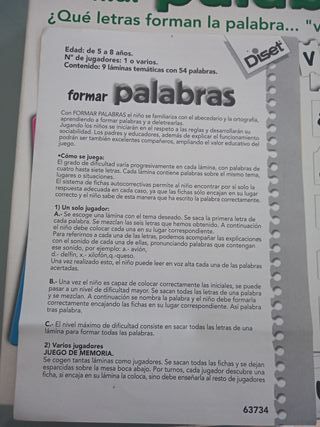 ¿Qué letras forman la palabra... "v
Edad: de 5 a 8 años.
N° de jugadores: 1 o varios.
Contenido: 9 láminas temáticas con 54 palabras.
Diset
formar palabras
Con FORMAR PALABRAS el niño se familiariza con el abecedario y la ortografía,
aprendiendo a formar palabras y a deletrearlas.
Jugando los niños se iniciarán en el respeto a las reglas y desarrollarán su
sociabilidad. Los padres y educadores, además de explicar el funcionamiento
podrán ser también excelentes compañeros, ampliando el valor educativo del
juego.
•Cómo se juega:
El grado de dificultad varía progresivamente en cada lámina, con palabras de
cuatro hasta siete letras. Cada lámina contiene palabras sobre el mismo tema,
lugares o situaciones.
El sistema de fichas autocorrectivas permite al niño encontrar por si solo la
respuesta adecuada en cada caso, ya que las fichas sólo encajan en su lugar
correcto y el niño sabe de esta manera que ha escrito la palabra correctamente.
1) Un solo jugador:
A.- Se escoge una lámina con el tema deseado. Se saca la primera letra de
cada palabra. Se mezclan las seis letras que hemos obtenido. A continuación
el niño debe colocar cada una en su lugar correspondiente.
Para referirnos a cada una de las letras, podemos acompañar las explicaciones
con el sonido de cada una de ellas, pronunciando palabras que contengan
ese sonido, por ejemplo: a.- avión,
d.- delfín, x.- xilofón,q.-queso.
Una vez realizado esto, el niño puede leer en voz alta cada una de las palabras
acertadas.
B.- Una vez el niño es capaz de colocar correctamente las iniciales, se puede
pasar a un nivel de dificultad mayor. Se sacan todas las letras de una palabra
y se mezclan. A continuación se nombra la palabra y el niño debe formarla
correctamente encajando las fichas en su lugar correspondiente. Así palabra
tras palabra.
C.- El nivel máximo de dificultad consiste en sacar todas las letras de una
lámina para formar todas las palabras.
2) Varios jugadores
JUEGO DE MEMORIA.
Se cogen tantas láminas como jugadores. Se sacan todas las fichas y se dejan
esparcidas sobre la mesa boca abajo. Por turnos, cada jugador descubre una
ficha, si encaja en su lámina la coloca, sino debe enseñarla al resto de jugadores
63734